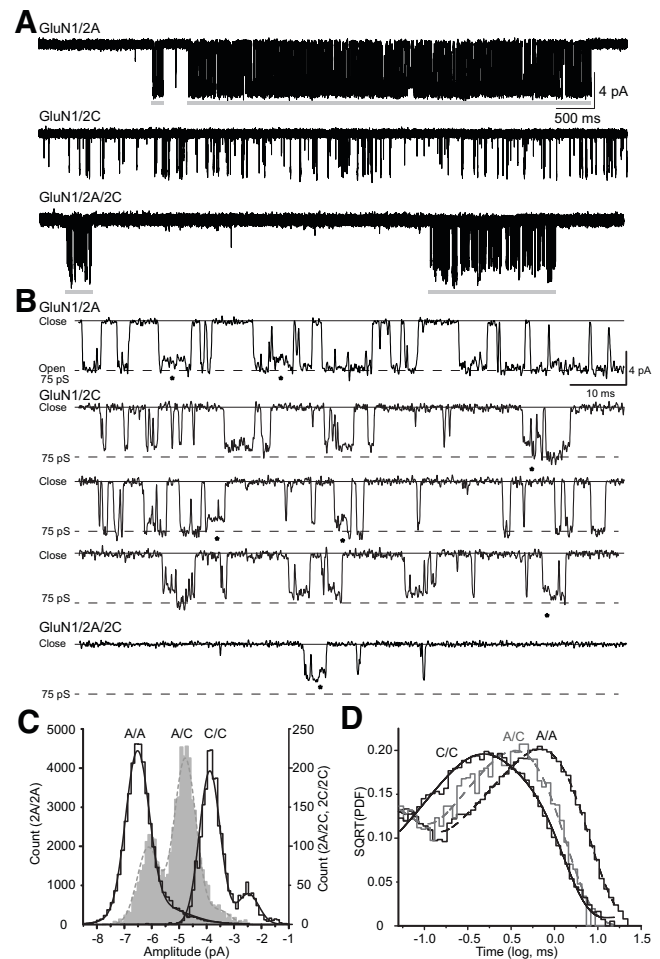 A
GluN1/2A
4 pA
500 ms
GluN1/2C
GluN1/2A/2C
B
GluN1/2A
Close
Open
75 pS
4 pA
10 ms
GluN1/2C
Close
75 pS
Close
75 pS
Close
75 pS
GluN1/2A/2C
Close
75 pS
C
D
5000
4000
3000
2000
1000
0
Count (2A/2A)
A/A
A/C
C/C
250
200
150
100
50
0
Count (2A/2C, 2C/2C)
-8 -7 -6 -5 -4 -3 -2 -1
Amplitude (pA)
0.20
0.15
0.10
0.05
0
SQRT(PDF)
C/C
A/C
A/A
-1.0 -0.5 0.5 0.0 1.0 1.5
Time (log, ms)